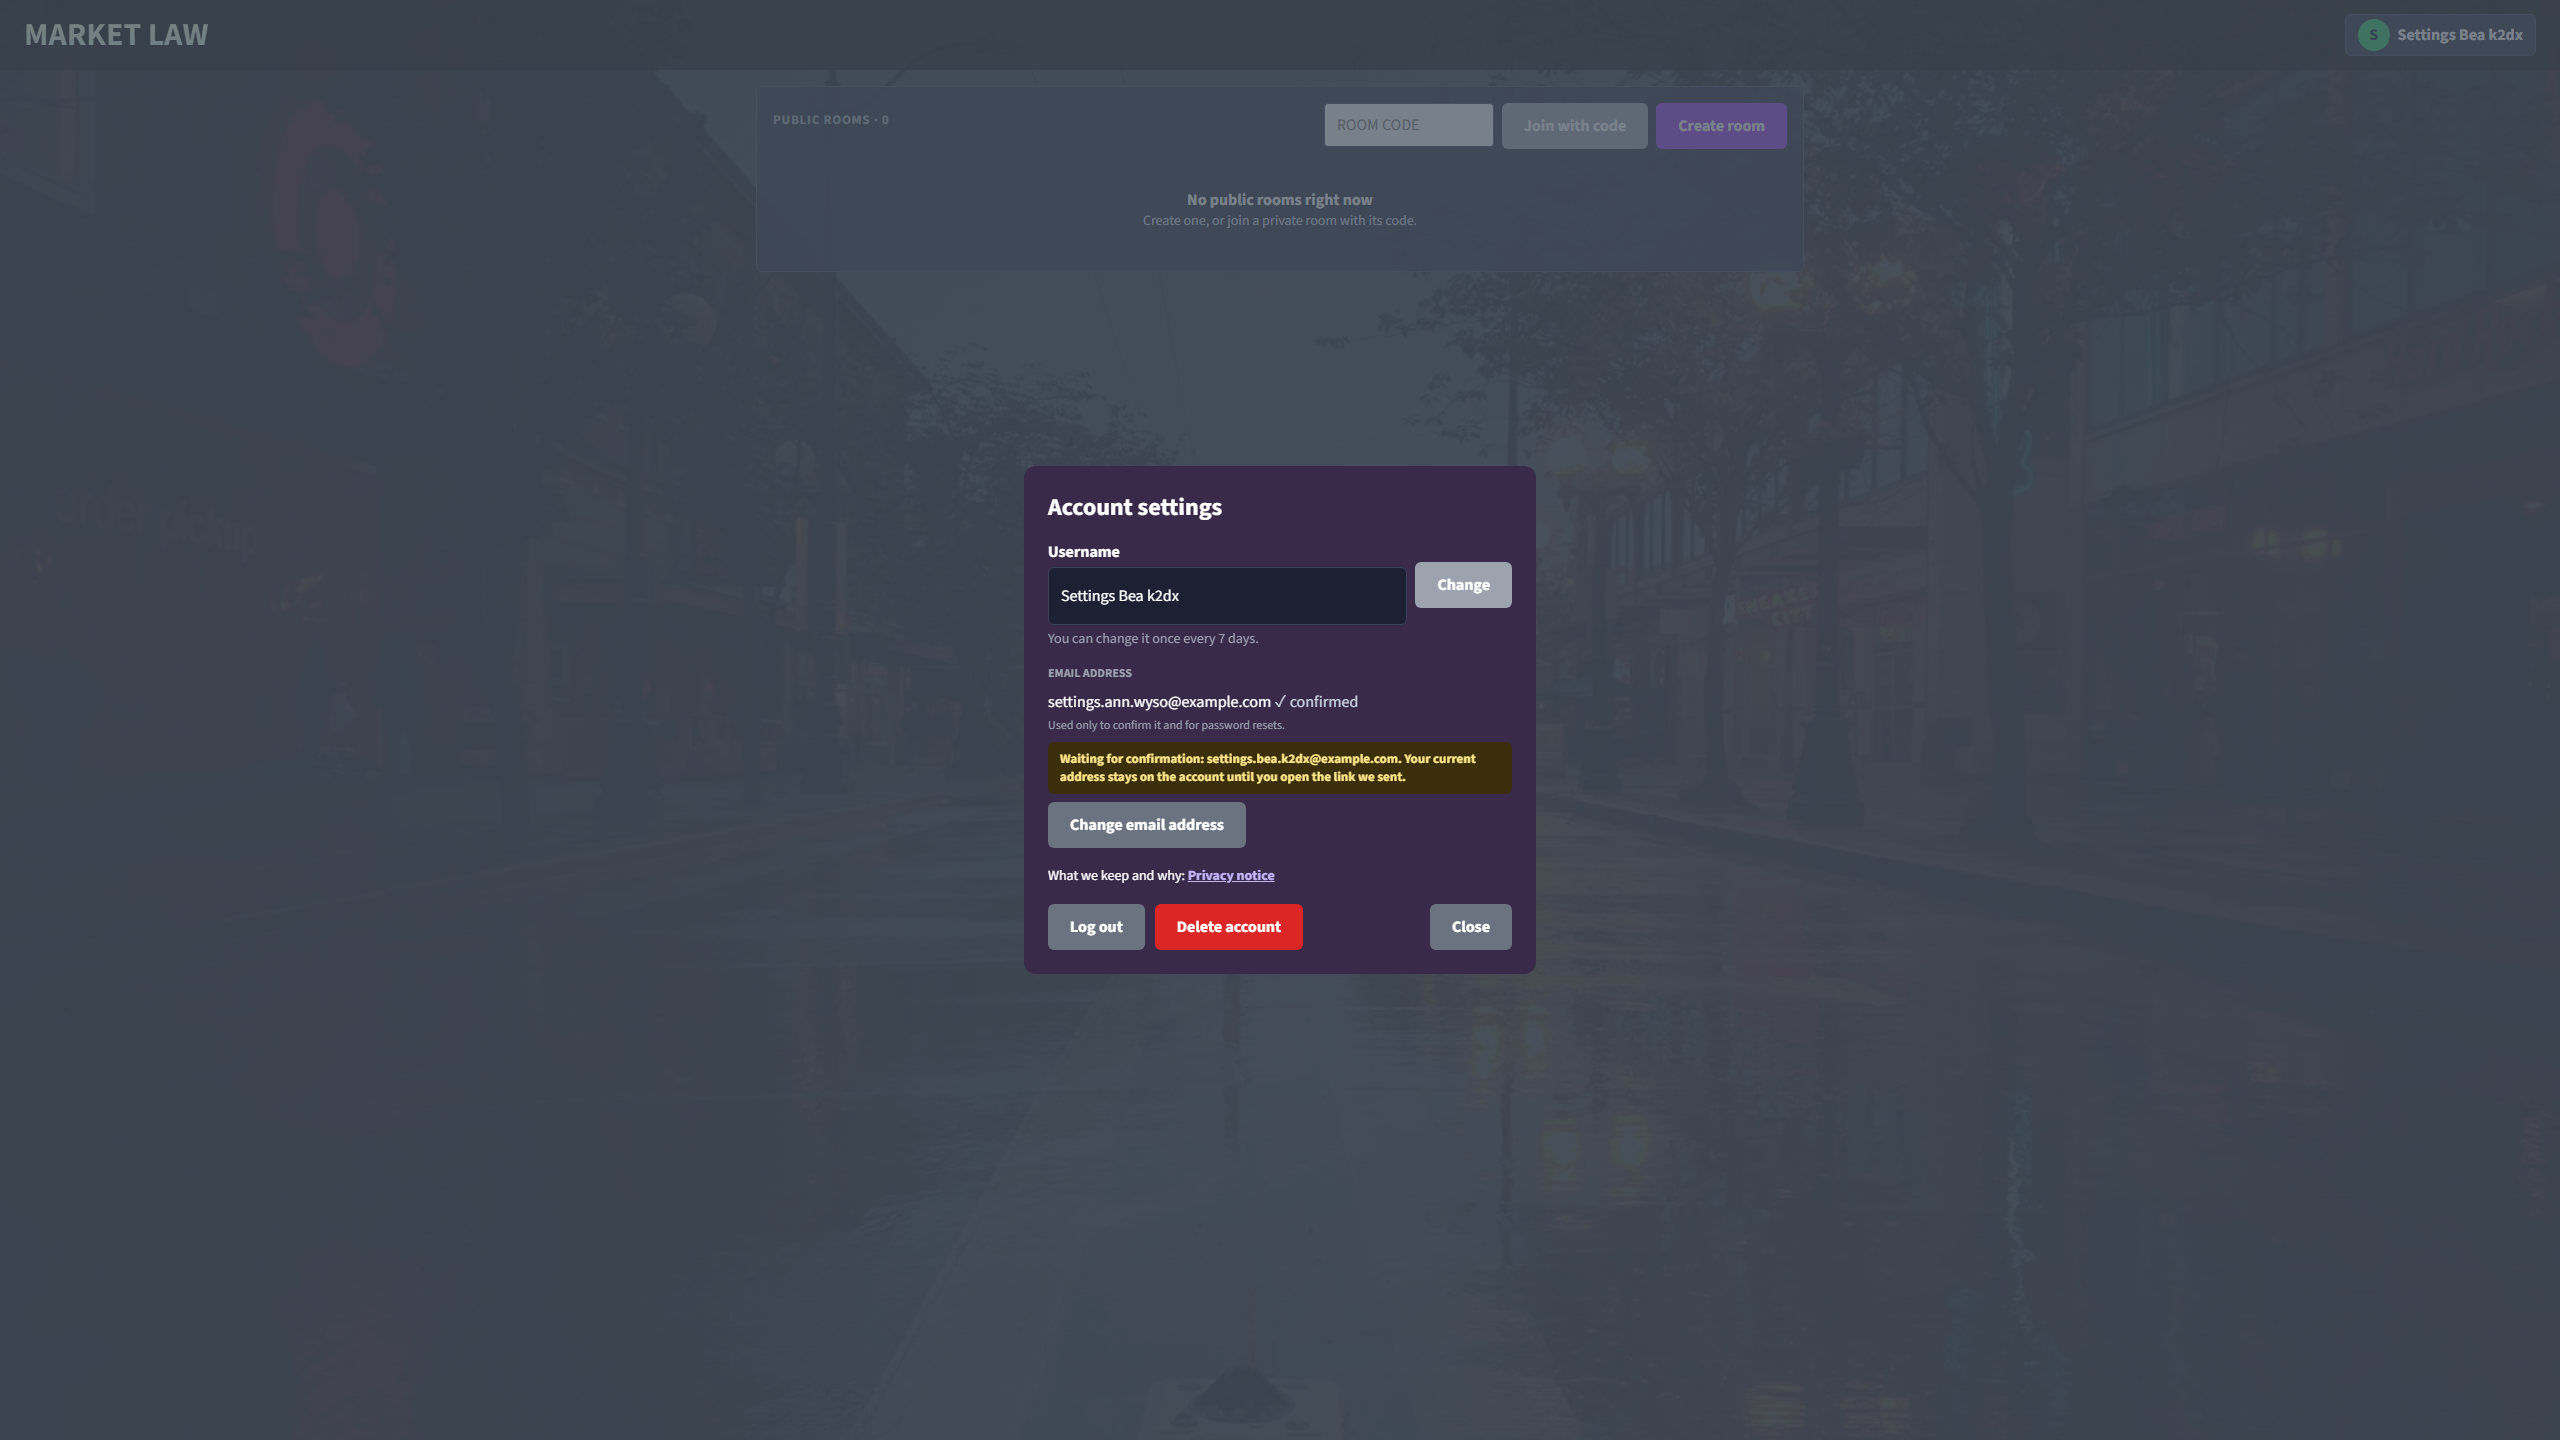 MARKET LAW
S Settings Bea k2dx
PUBLIC ROOMS · 0
ROOM CODE
Join with code
Create room
No public rooms right now
Create one, or join a private room with its code.
order pickup
SNEAKER
CITY
Account settings
Username
Settings Bea k2dx
Change
You can change it once every 7 days.
EMAIL ADDRESS
settings.ann.wyso@example.com ✓ confirmed
Used only to confirm it and for password resets.
Waiting for confirmation: settings.bea.k2dx@example.com. Your current
address stays on the account until you open the link we sent.
Change email address
What we keep and why: Privacy notice
Log out
Delete account
Close